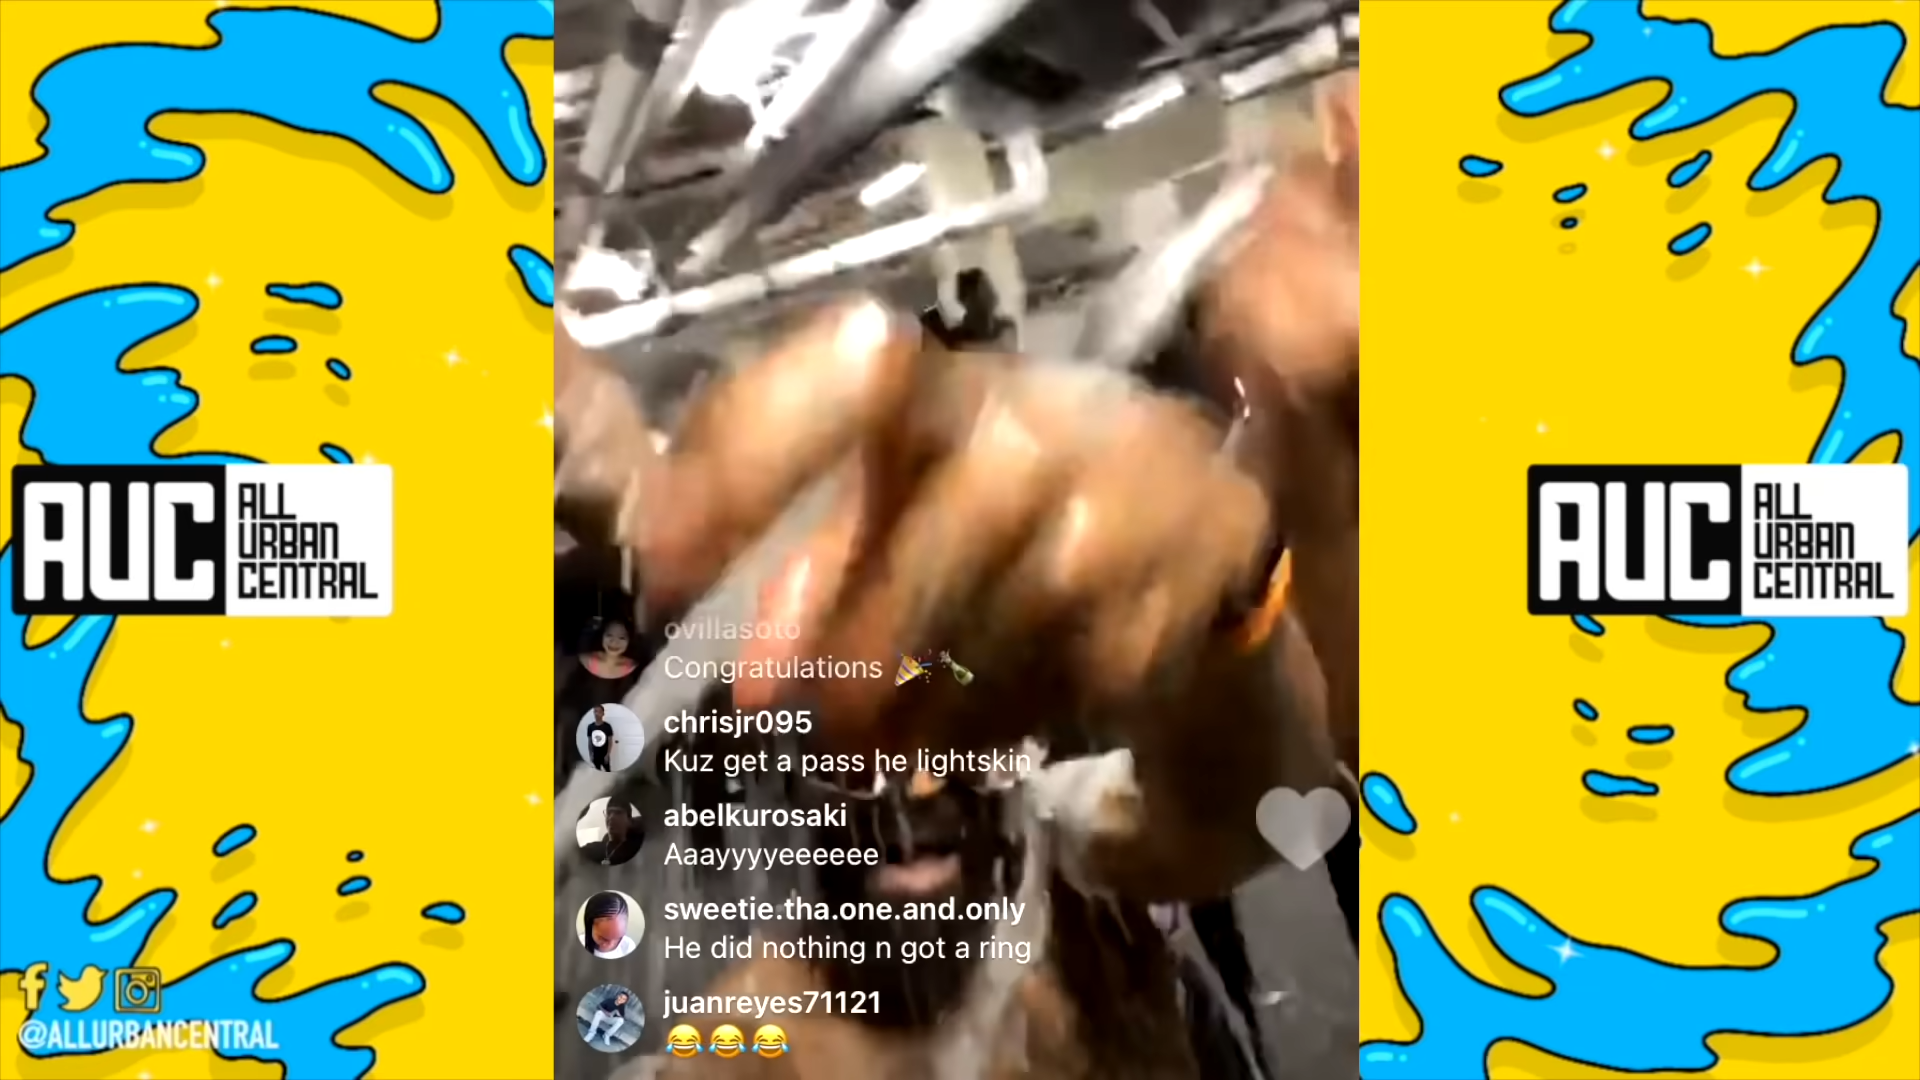 AUC ALL
URBAN
CENTRAL
@ALLURBANCENTRAL
ovillasoto
Congratulations 🎉🍾
chrisjr095
Kuz get a pass he lightskin
abelkurosaki
Aaayyyyeeeeee
sweetie.tha.one.and.only
He did nothing n got a ring
juanreyes71121
😂😂😂
AUC ALL
URBAN
CENTRAL